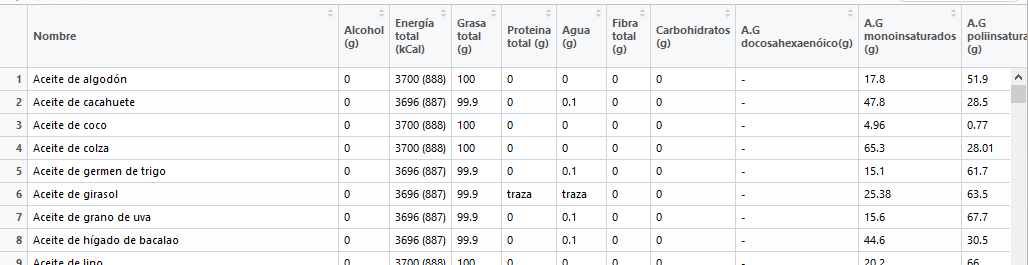 Nombre Alcohol (g) Energía total (kCal) Grasa total (g) Proteina total (g) Agua (g) Fibra total (g) Carbohidratos (g) A.G docosahexaenóico(g) A.G monoinsaturados (g) A.G poliinsatura (g)
1 Aceite de algodón 0 3700 (888) 100 0 0 0 0 - 17.8 51.9
2 Aceite de cacahuete 0 3696 (887) 99.9 0 0.1 0 0 - 47.8 28.5
3 Aceite de coco 0 3700 (888) 100 0 0 0 0 - 4.96 0.77
4 Aceite de colza 0 3700 (888) 100 0 0 0 0 - 65.3 28.01
5 Aceite de germen de trigo 0 3696 (887) 99.9 0 0.1 0 0 - 15.1 61.7
6 Aceite de girasol 0 3696 (887) 99.9 traza traza 0 0 - 25.38 63.5
7 Aceite de grano de uva 0 3696 (887) 99.9 0 0.1 0 0 - 15.6 67.7
8 Aceite de hígado de bacalao 0 3696 (887) 99.9 0 0.1 0 0 - 44.6 30.5
9 Aceite de lino 0 3700 (888) 100 0 0 0 0 - 20.2 66